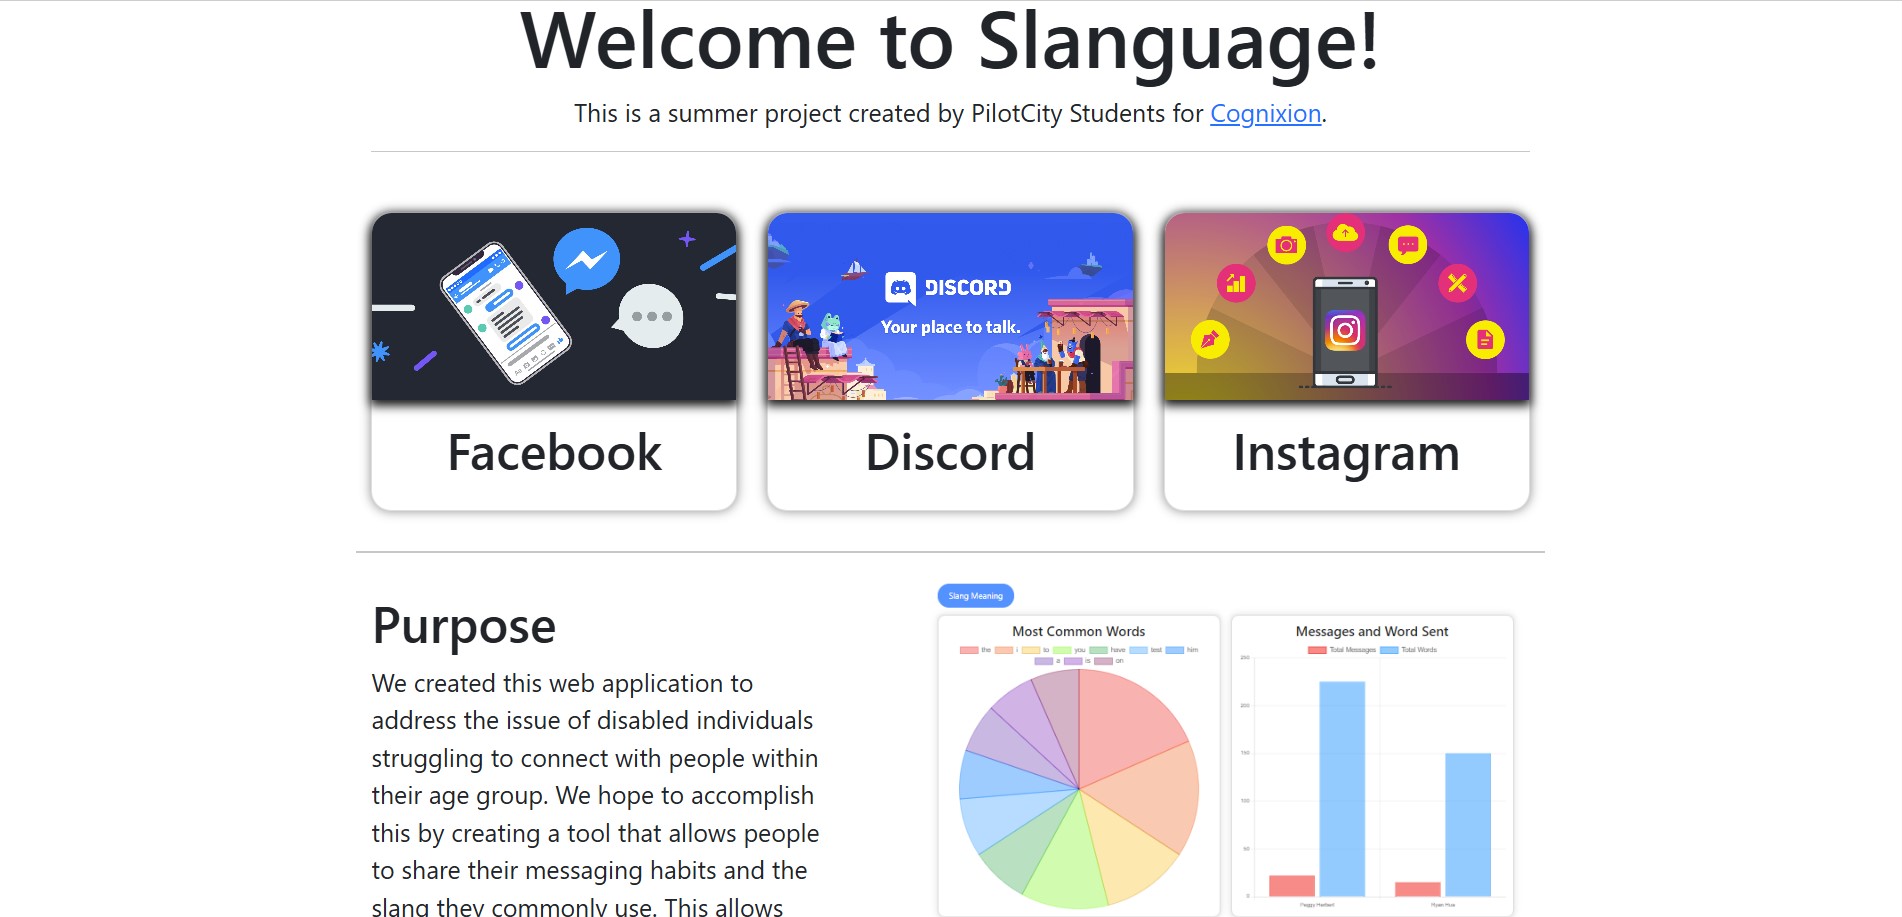 Welcome to Slanguage!
This is a summer project created by PilotCity Students for Cognixion.
DISCORD
Your place to talk.
Facebook
Discord
Instagram
Purpose
We created this web application to
address the issue of disabled individuals
struggling to connect with people within
their age group. We hope to accomplish
this by creating a tool that allows people
to share their messaging habits and the
slang they commonly use. This allows
Slang Meaning
Most Common Words
the i to you have test him
a is on
Messages and Word Sent
Total Messages Total Words
250
200
150
100
50
0